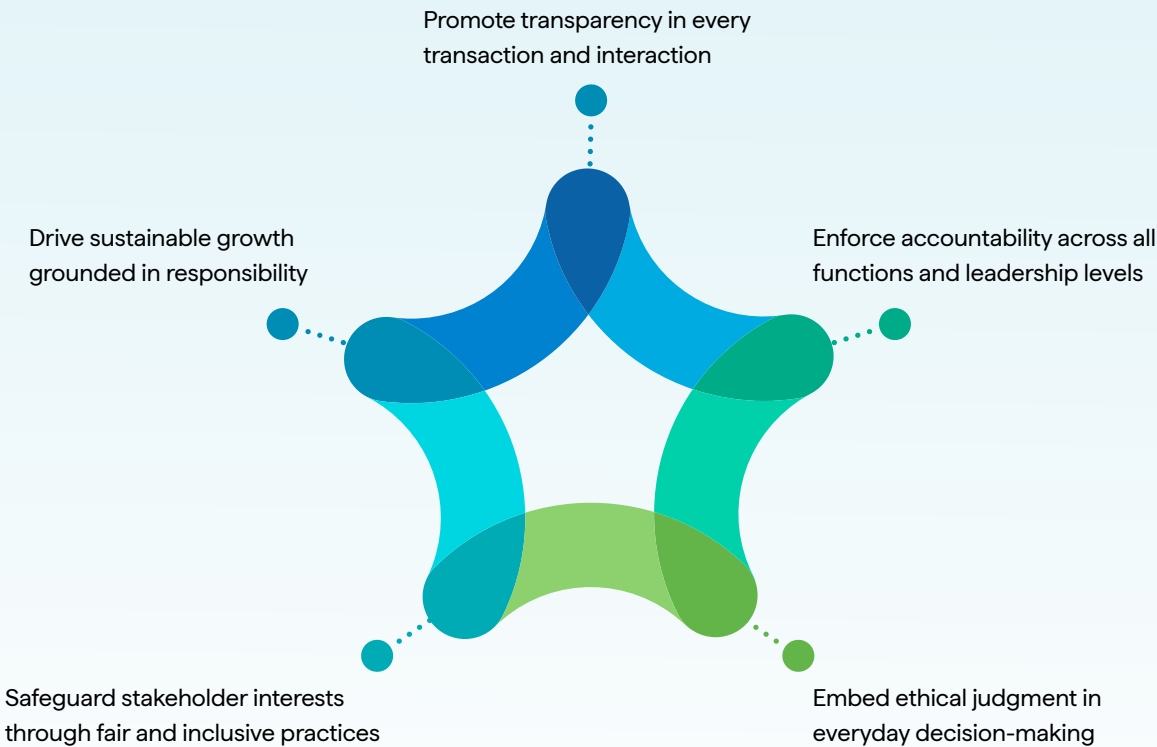 Promote transparency in every
transaction and interaction
Drive sustainable growth
grounded in responsibility
Enforce accountability across all
functions and leadership levels
Safeguard stakeholder interests
through fair and inclusive practices
Embed ethical judgment in
everyday decision-making